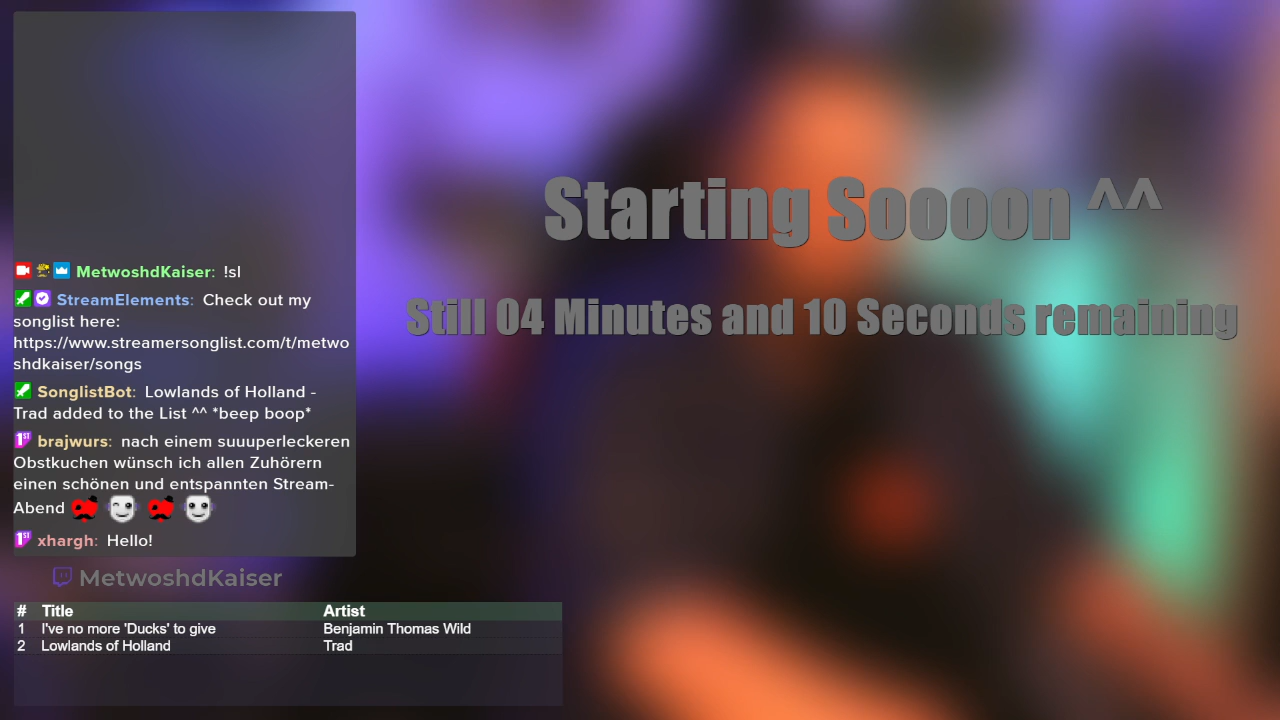 MetwoshdKaiser: !sl
StreamElements: Check out my
songlist here:
https://www.streamersonglist.com/t/metwo
shdkaiser/songs
SonglistBot: Lowlands of Holland -
Trad added to the List ^^ *beep boop*
1ST brajwurs: nach einem suuuperleckeren
Obstkuchen wünsch ich allen Zuhörern
einen schönen und entspannten Stream-
Abend
1ST xhargh: Hello!
MetwoshdKaiser
# Title Artist
1 I've no more 'Ducks' to give Benjamin Thomas Wild
2 Lowlands of Holland Trad
Starting Sooooon ^^
Still 04 Minutes and 10 Seconds remaining